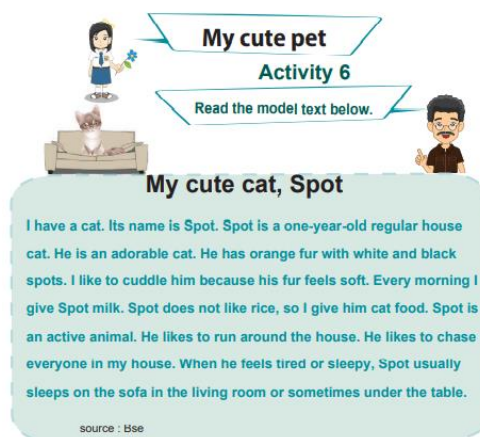 My cute pet
Activity 6
Read the model text below.
My cute cat, Spot
I have a cat. Its name is Spot. Spot is a one-year-old regular house
cat. He is an adorable cat. He has orange fur with white and black
spots. I like to cuddle him because his fur feels soft. Every morning I
give Spot milk. Spot does not like rice, so I give him cat food. Spot is
an active animal. He likes to run around the house. He likes to chase
everyone in my house. When he feels tired or sleepy, Spot usually
sleeps on the sofa in the living room or sometimes under the table.
source : Bse